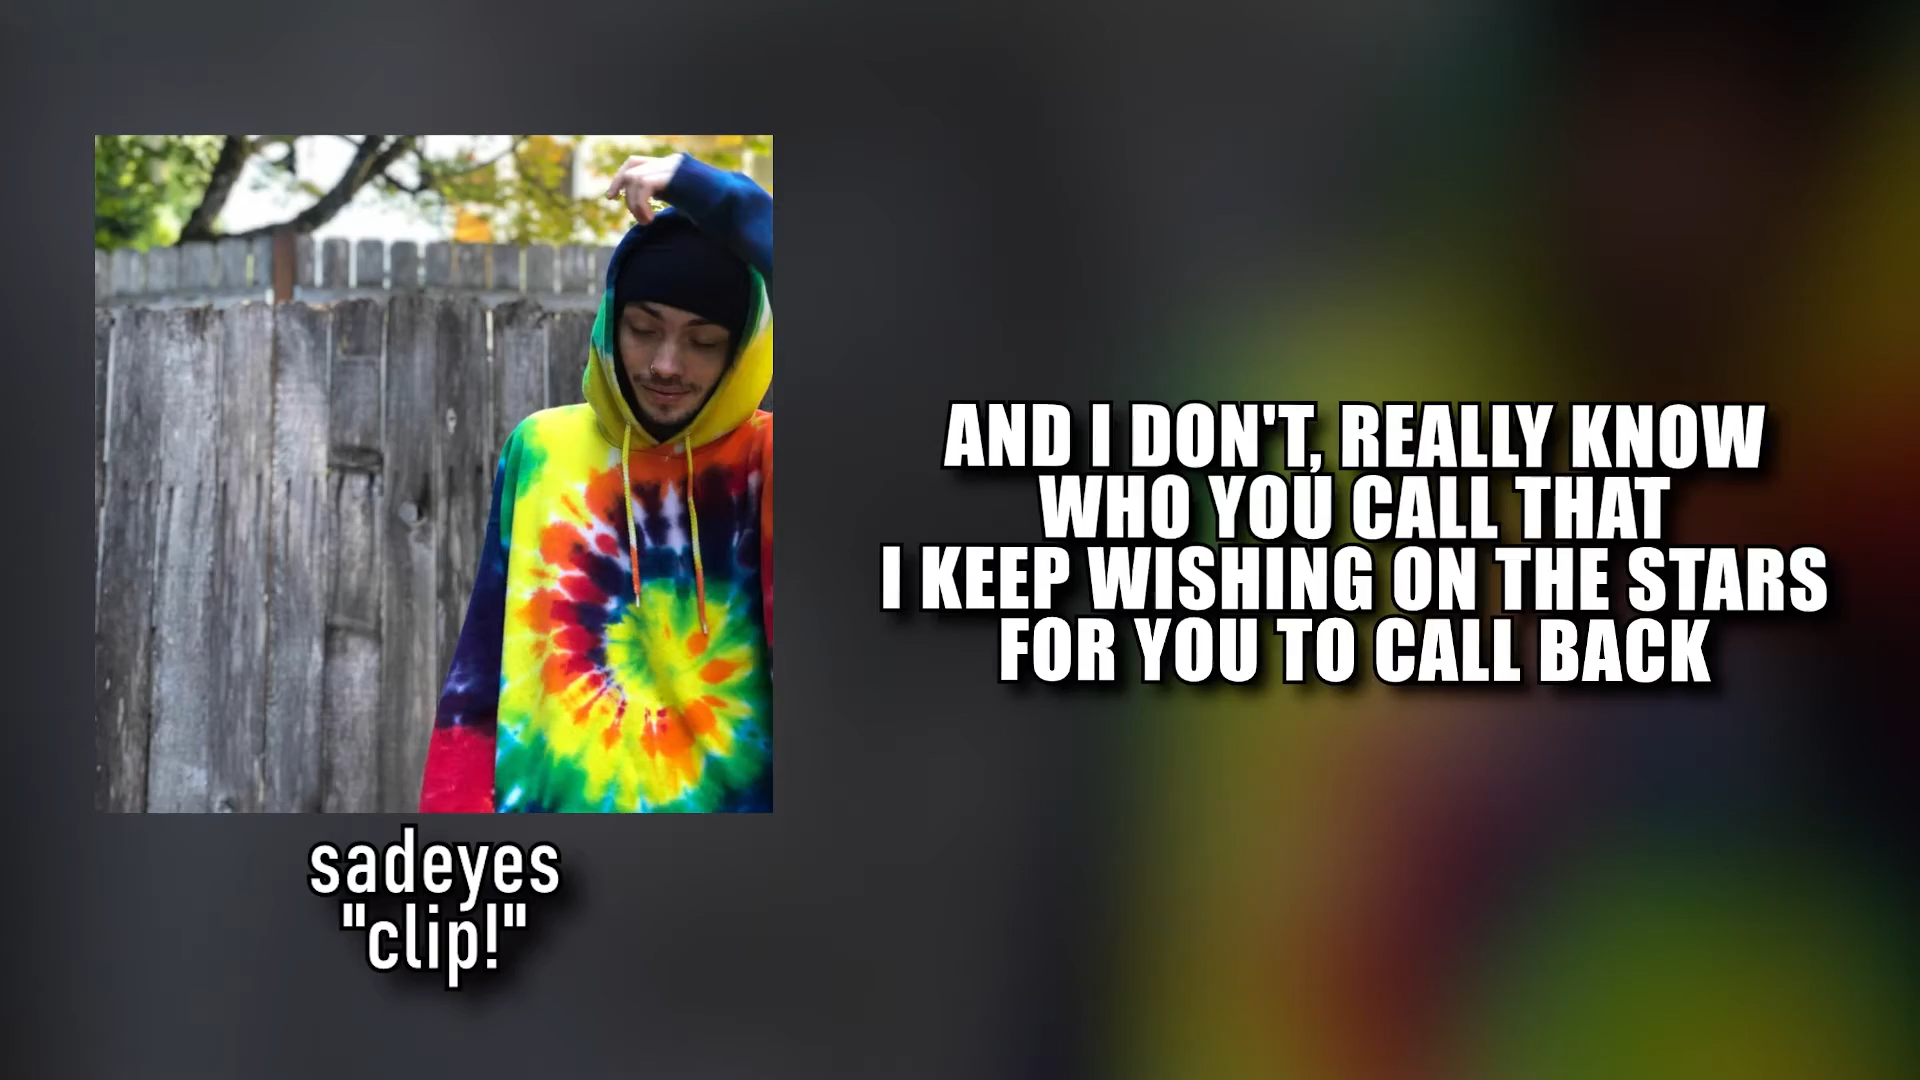 AND I DON'T, REALLY KNOW
WHO YOU CALL THAT
I KEEP WISHING ON THE STARS
FOR YOU TO CALL BACK
sadeyes
"clip!"